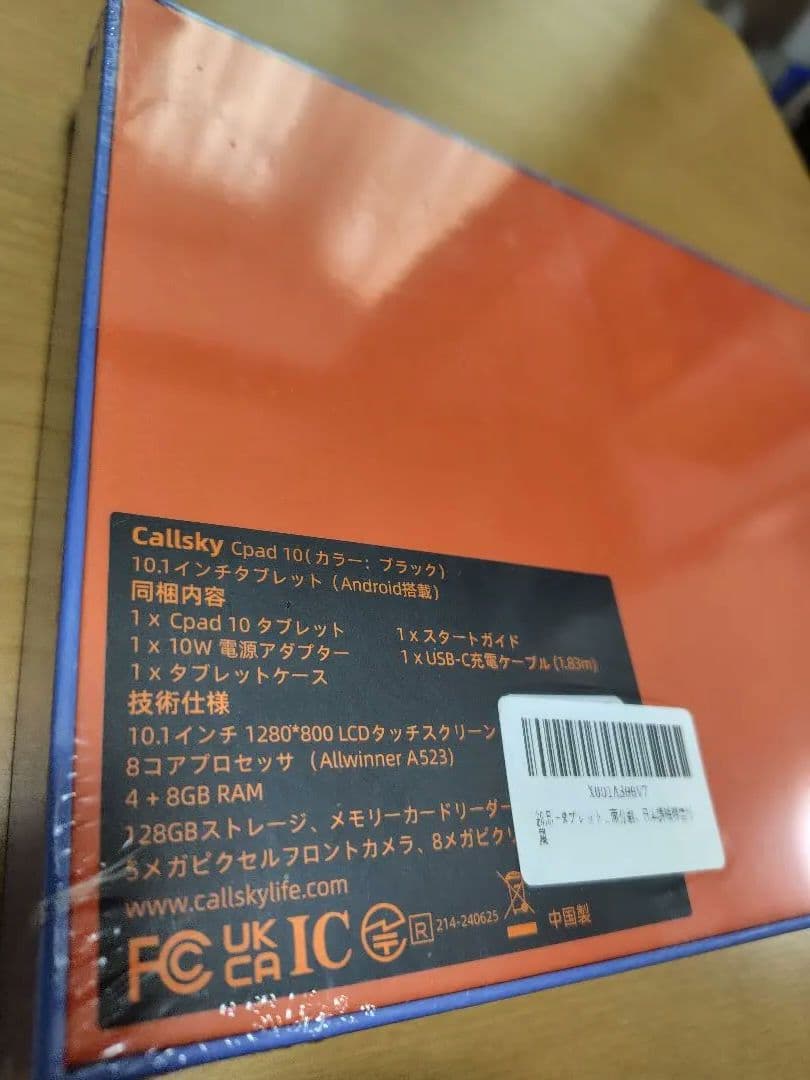 Callsky Cpad 10(カラー: ブラック)
10.1インチタブレット（Android搭載）
同梱内容
1 x Cpad 10 タブレット
1 x スタートガイド
1 x 10W 電源アダプター
1 x USB-C充電ケーブル (1.83m)
1 x タブレットケース
技術仕様
10.1インチ 1280*800 LCDタッチスクリーン
8コアプロセッサ （Allwinner A523)
4 + 8GB RAM
128GBストレージ、メモリーカードリーダー
5メガピクセルフロントカメラ、8メガピク
www.callskylife.com
FC UK CA IC R 214-240625 中国製